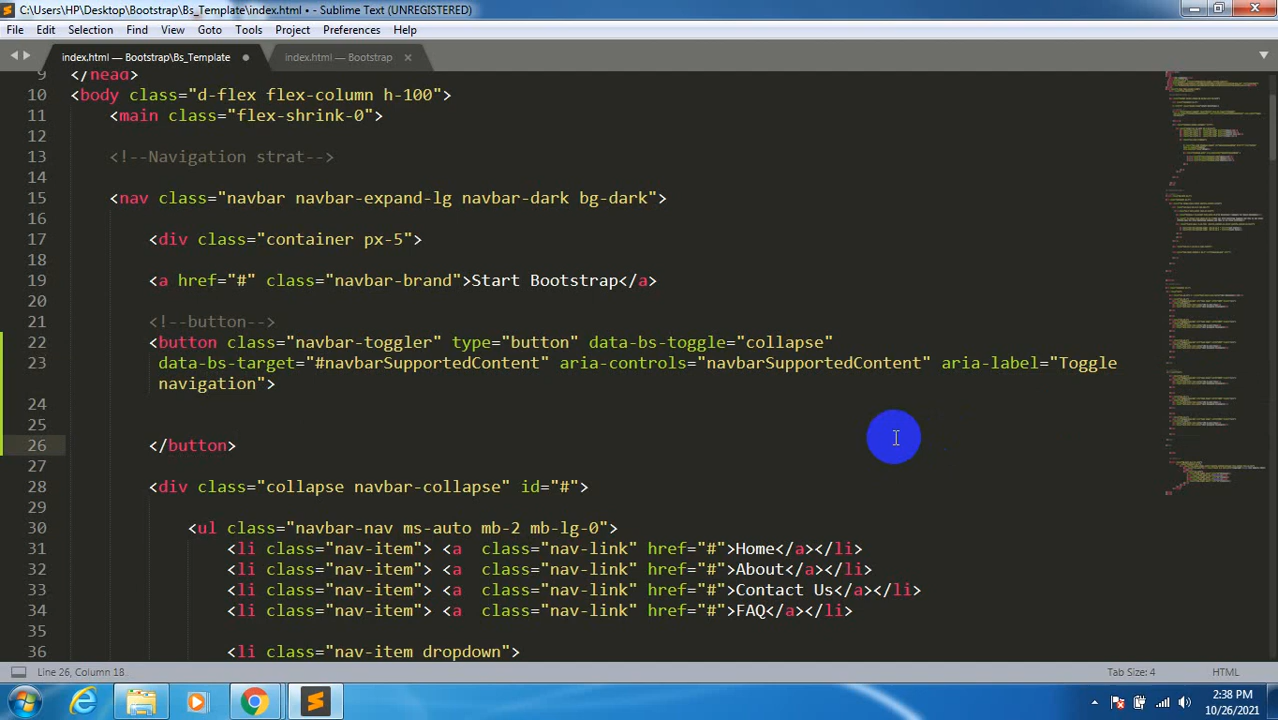 C:\Users\HP\Desktop\Bootstrap\Bs_Template\index.html • - Sublime Text (UNREGISTERED)
File Edit Selection Find View Goto Tools Project Preferences Help
index.html — Bootstrap\Bs_Template index.html — Bootstrap
9 </head>
10 <body class="d-flex flex-column h-100">
11 <main class="flex-shrink-0">
12
13 <!--Navigation strat-->
14
15 <nav class="navbar navbar-expand-lg navbar-dark bg-dark">
16
17 <div class="container px-5">
18
19 <a href="#" class="navbar-brand">Start Bootstrap</a>
20
21 <!--button-->
22 <button class="navbar-toggler" type="button" data-bs-toggle="collapse"
23 data-bs-target="#navbarSupportedContent" aria-controls="navbarSupportedContent" aria-label="Toggle
navigation">
24
25
26 </button>
27
28 <div class="collapse navbar-collapse" id="#">
29
30 <ul class="navbar-nav ms-auto mb-2 mb-lg-0">
31 <li class="nav-item"> <a  class="nav-link" href="#">Home</a></li>
32 <li class="nav-item"> <a  class="nav-link" href="#">About</a></li>
33 <li class="nav-item"> <a  class="nav-link" href="#">Contact Us</a></li>
34 <li class="nav-item"> <a  class="nav-link" href="#">FAQ</a></li>
35
36 <li class="nav-item dropdown">
Line 26, Column 18 Tab Size: 4 HTML
2:38 PM
10/26/2021